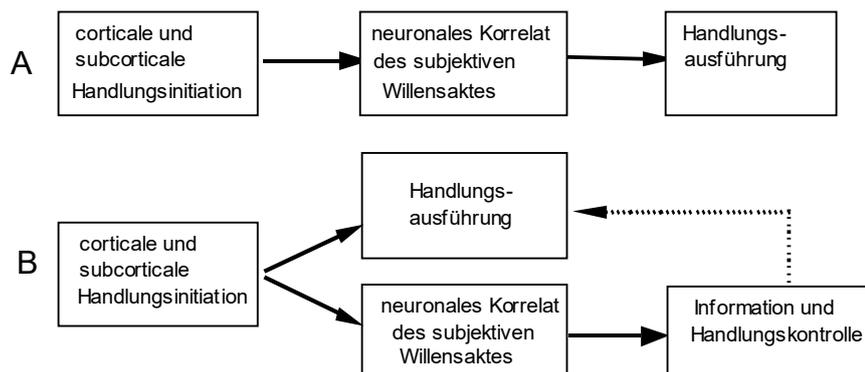 A
corticale und
subcorticale
Handlungsinitiation
neuronales Korrelat
des subjektiven
Willensaktes
Handlungs-
ausführung
B
corticale und
subcorticale
Handlungsinitiation
Handlungs-
ausführung
neuronales Korrelat
des subjektiven
Willensaktes
Information und
Handlungskontrolle